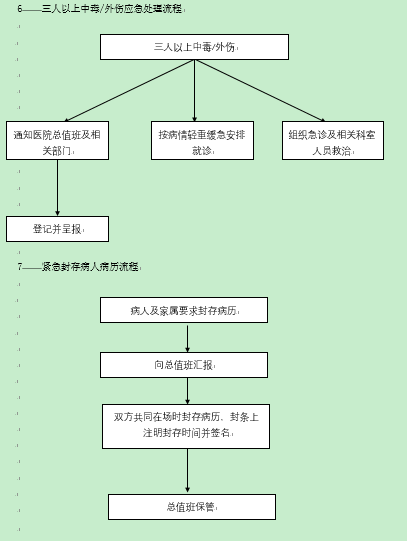 6——三人以上中毒/外伤应急处理流程
三人以上中毒/外伤
通知医院总值班及相
关部门
按病情轻重缓急安排
就诊
组织急诊及相关科室
人员救治
登记并呈报
7——紧急封存病人病历流程
病人及家属要求封存病历
向总值班汇报
双方共同在场时封存病历、封条上
注明封存时间并签名
总值班保管